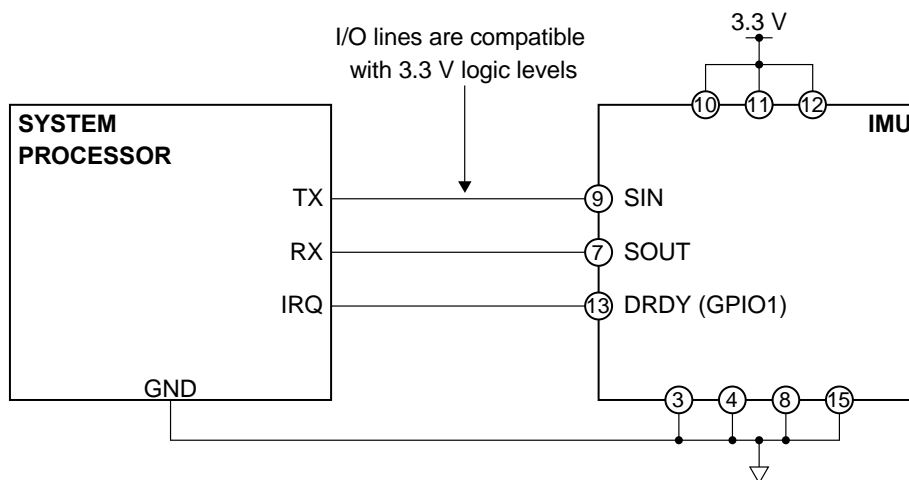 I/O lines are compatible
with 3.3 V logic levels
3.3 V
10 11 12
SYSTEM
PROCESSOR
IMU
TX 9 SIN
RX 7 SOUT
IRQ 13 DRDY (GPIO1)
GND
3 4 8 15